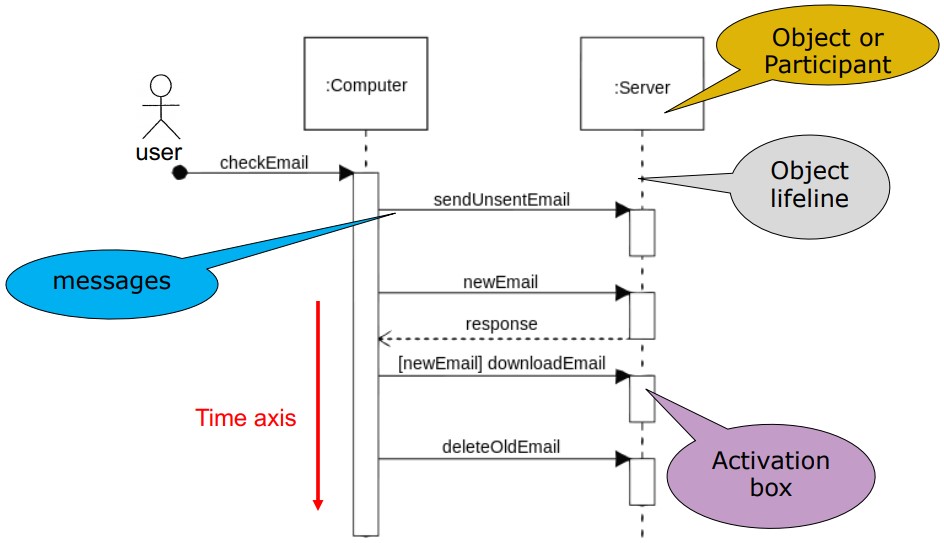 Object or
Participant
:Computer
:Server
user
checkEmail
Object
lifeline
sendUnsentEmail
messages
newEmail
response
[newEmail] downloadEmail
Time axis
deleteOldEmail
Activation
box